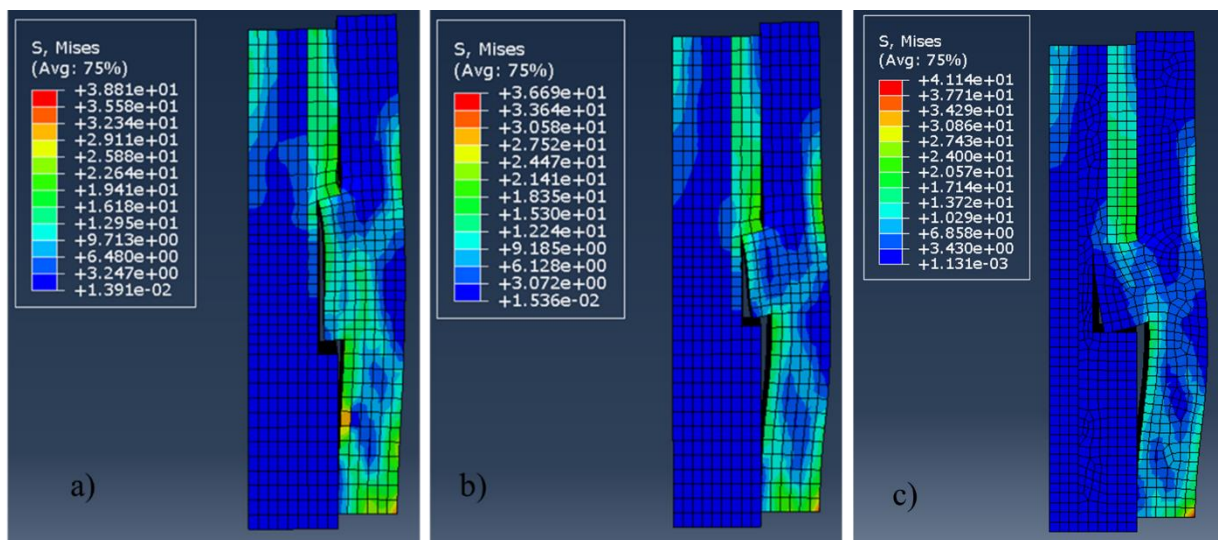 S, Mises
(Avg: 75%)
+3.881e+01
+3.558e+01
+3.234e+01
+2.911e+01
+2.588e+01
+2.264e+01
+1.941e+01
+1.618e+01
+1.295e+01
+9.713e+00
+6.480e+00
+3.247e+00
+1.391e-02
a)
S, Mises
(Avg: 75%)
+3.669e+01
+3.364e+01
+3.058e+01
+2.752e+01
+2.447e+01
+2.141e+01
+1.835e+01
+1.530e+01
+1.224e+01
+9.185e+00
+6.128e+00
+3.072e+00
+1.536e-02
b)
S, Mises
(Avg: 75%)
+4.114e+01
+3.771e+01
+3.429e+01
+3.086e+01
+2.743e+01
+2.400e+01
+2.057e+01
+1.714e+01
+1.372e+01
+1.029e+01
+6.858e+00
+3.430e+00
+1.131e-03
c)